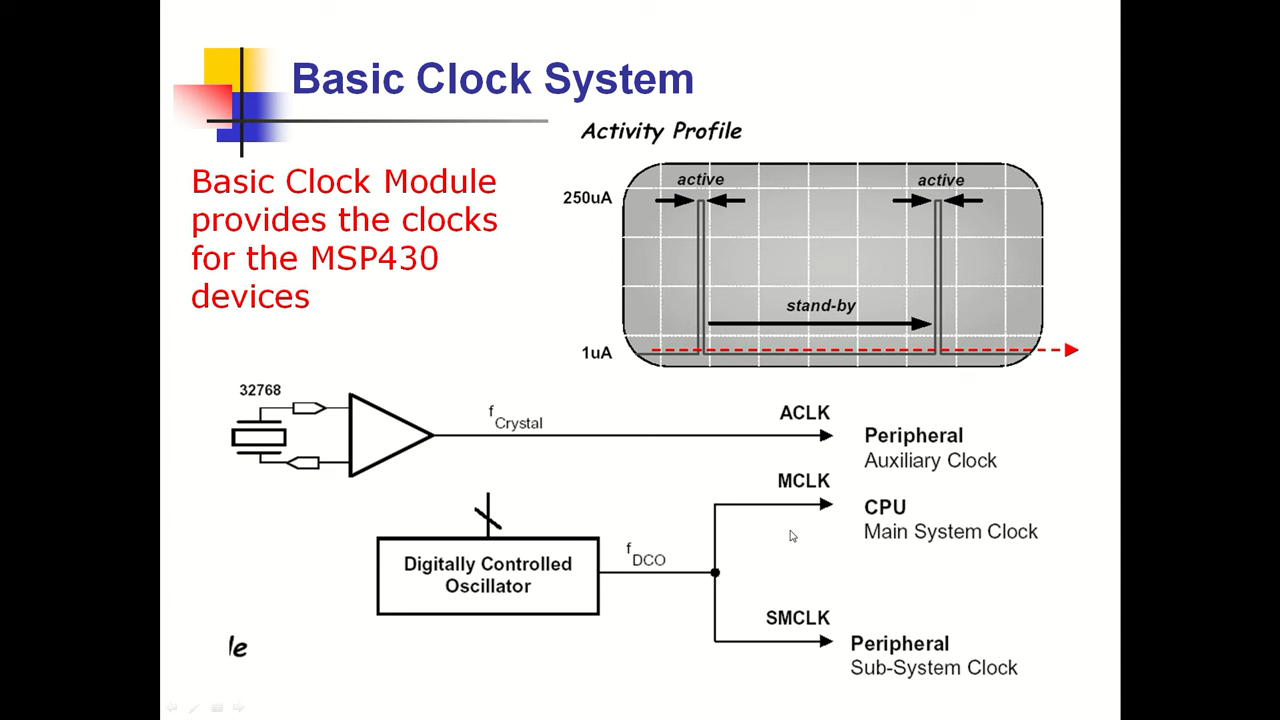 Basic Clock System
Activity Profile
Basic Clock Module
provides the clocks
for the MSP430
devices
250uA
active
active
stand-by
1uA
32768
f Crystal
ACLK
Peripheral
Auxiliary Clock
MCLK
CPU
Main System Clock
Digitally Controlled
Oscillator
f DCO
SMCLK
Peripheral
Sub-System Clock
le